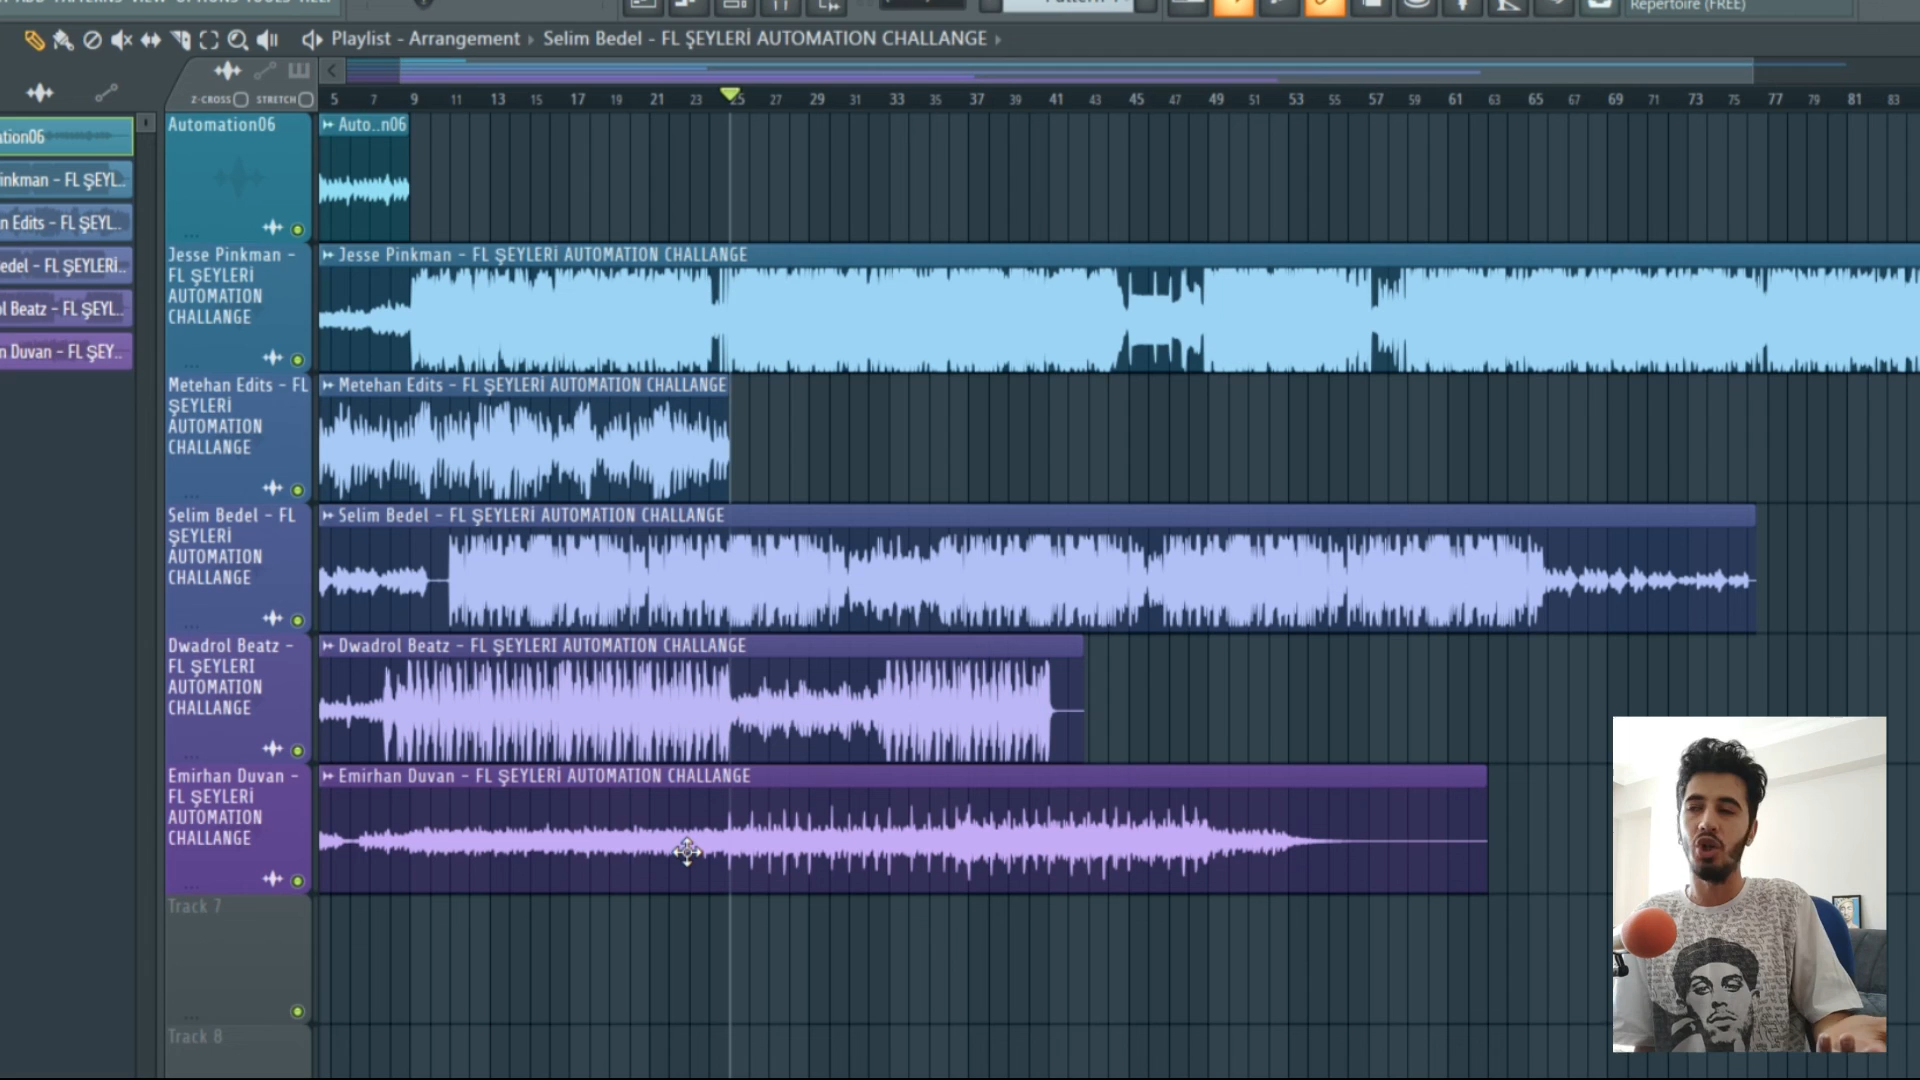 Repertoire (FREE)
Playlist - Arrangement › Selim Bedel - FL ŞEYLERİ AUTOMATION CHALLANGE ›
Z-CROSS STRETCH
5 7 9 11 13 15 17 19 21 23 25 27 29 31 33 35 37 39 41 43 45 47 49 51 53 55 57 59 61 63 65 67 69 71 73 75 77 79 81 83
ation06
inkman - FL ŞEYL..
n Edits - FL ŞEYL..
edel - FL ŞEYLERİ..
ol Beatz - FL ŞEYL..
n Duvan - FL ŞEY..
Automation06
Auto..n06
Jesse Pinkman -
FL ŞEYLERİ
AUTOMATION
CHALLANGE
Jesse Pinkman - FL ŞEYLERİ AUTOMATION CHALLANGE
Metehan Edits - FL
ŞEYLERİ
AUTOMATION
CHALLANGE
Metehan Edits - FL ŞEYLERİ AUTOMATION CHALLANGE
Selim Bedel - FL
ŞEYLERİ
AUTOMATION
CHALLANGE
Selim Bedel - FL ŞEYLERİ AUTOMATION CHALLANGE
Dwadrol Beatz -
FL ŞEYLERI
AUTOMATION
CHALLANGE
Dwadrol Beatz - FL ŞEYLERI AUTOMATION CHALLANGE
Emirhan Duvan -
FL ŞEYLERİ
AUTOMATION
CHALLANGE
Emirhan Duvan - FL ŞEYLERİ AUTOMATION CHALLANGE
Track 7
Track 8